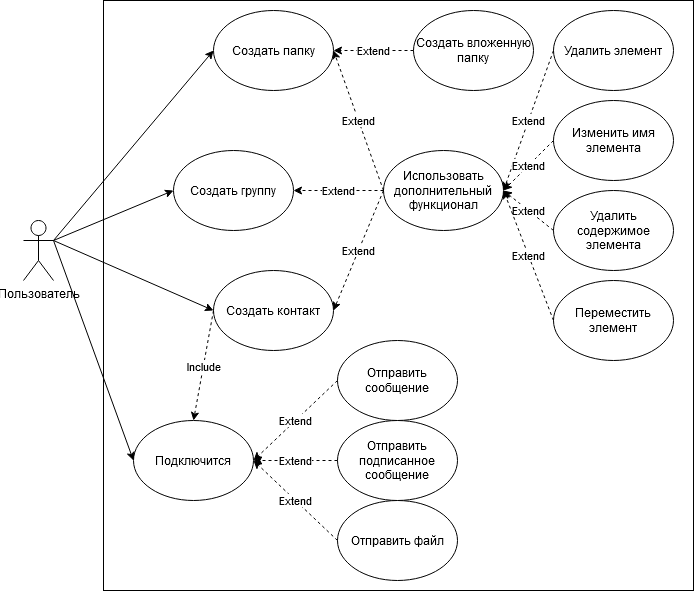 Создать папку
Extend
Создать вложенную
папку
Удалить элемент
Extend
Extend
Изменить имя
элемента
Extend
Создать группу
Extend
Использовать
дополнительный
функционал
Extend
Удалить
содержимое
элемента
Extend
Extend
Пользователь
Создать контакт
Переместить
элемент
Include
Отправить
сообщение
Extend
Подключится
Extend
Отправить
подписанное
сообщение
Extend
Отправить файл